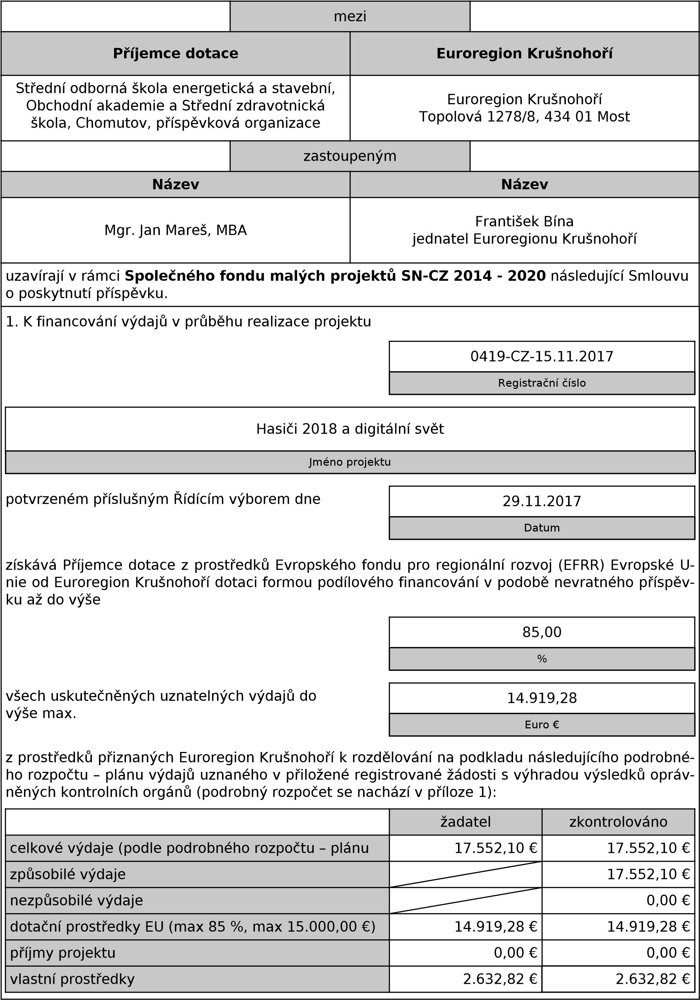 mezi
Příjemce dotace
Euroregion Krušnohoří
Střední odborná škola energetická a stavební,
Obchodní akademie a Střední zdravotnická
škola, Chomutov, příspěvková organizace
Euroregion Krušnohoří
Topolová 1278/8, 434 01 Most
zastoupeným
Název
Název
Mgr. Jan Mareš, MBA
František Bína
jednatel Euroregionu Krušnohoří
uzavírají v rámci Společného fondu malých projektů SN-CZ 2014 - 2020 následující Smlouvu
o poskytnutí příspěvku.
1. K financování výdajů v průběhu realizace projektu
0419-CZ-15.11.2017
Registrační číslo
Hasiči 2018 a digitální svět
Jméno projektu
potvrzeném příslušným Řídícím výborem dne
29.11.2017
Datum
získává Příjemce dotace z prostředků Evropského fondu pro regionální rozvoj (EFRR) Evropské U-
nie od Euroregion Krušnohoří dotaci formou podílového financování v podobě nevratného příspěv-
ku až do výše
85,00
%
všech uskutečněných uznatelných výdajů do
výše max.
14.919,28
Euro €
z prostředků přiznaných Euroregion Krušnohoří k rozdělování na podkladu následujícího podrobné-
ho rozpočtu – plánu výdajů uznaného v přiložené registrované žádosti s výhradou výsledků opráv-
něných kontrolních orgánů (podrobný rozpočet se nachází v příloze 1):
žadatel zkontrolováno
celkové výdaje (podle podrobného rozpočtu – plánu 17.552,10 € 17.552,10 €
způsobilé výdaje 17.552,10 €
nezpůsobilé výdaje 0,00 €
dotační prostředky EU (max 85 %, max 15.000,00 €) 14.919,28 € 14.919,28 €
příjmy projektu 0,00 € 0,00 €
vlastní prostředky 2.632,82 € 2.632,82 €